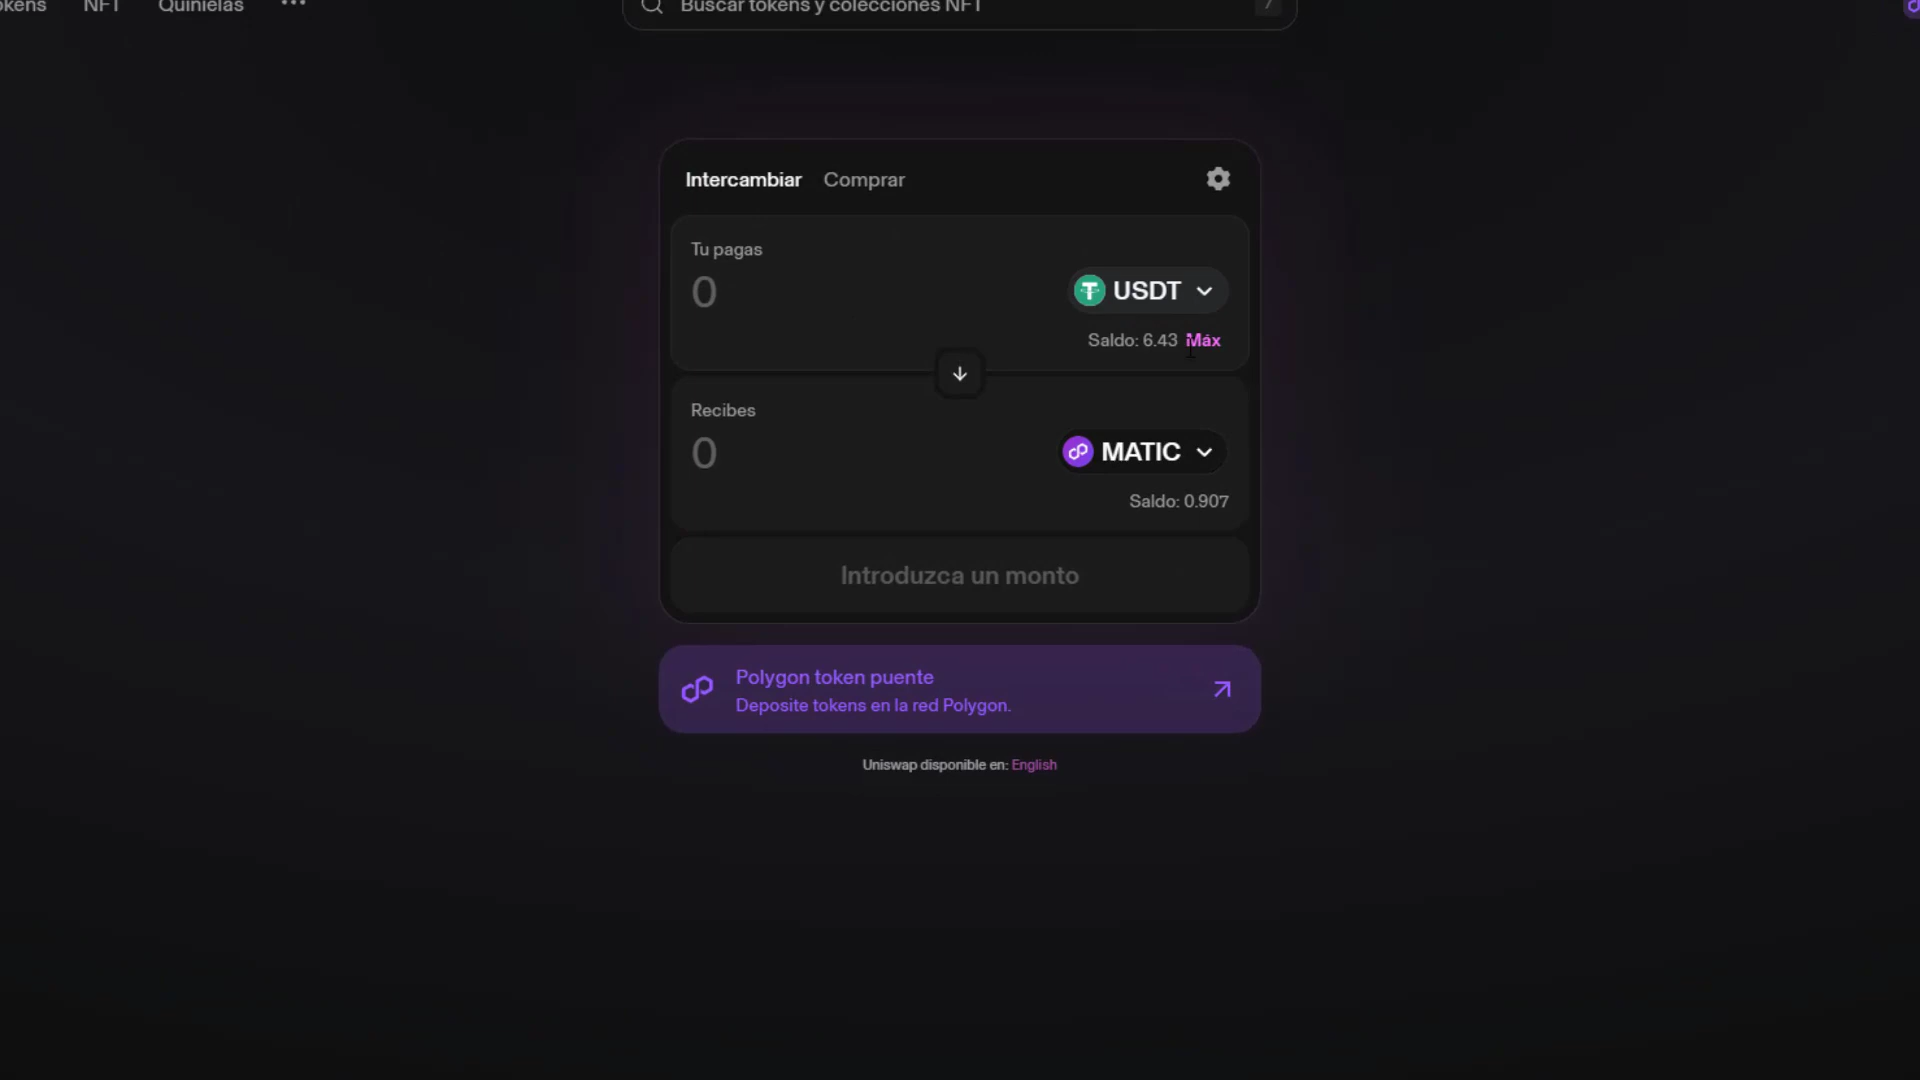 NFT
Quinielas
Buscar tokens y colecciones NFT
/
Intercambiar
Comprar
Tu pagas
0
USDT
Saldo: 6.43 Máx
Recibes
0
MATIC
Saldo: 0.907
Introduzca un monto
Polygon token puente
Deposite tokens en la red Polygon.
Uniswap disponible en: English